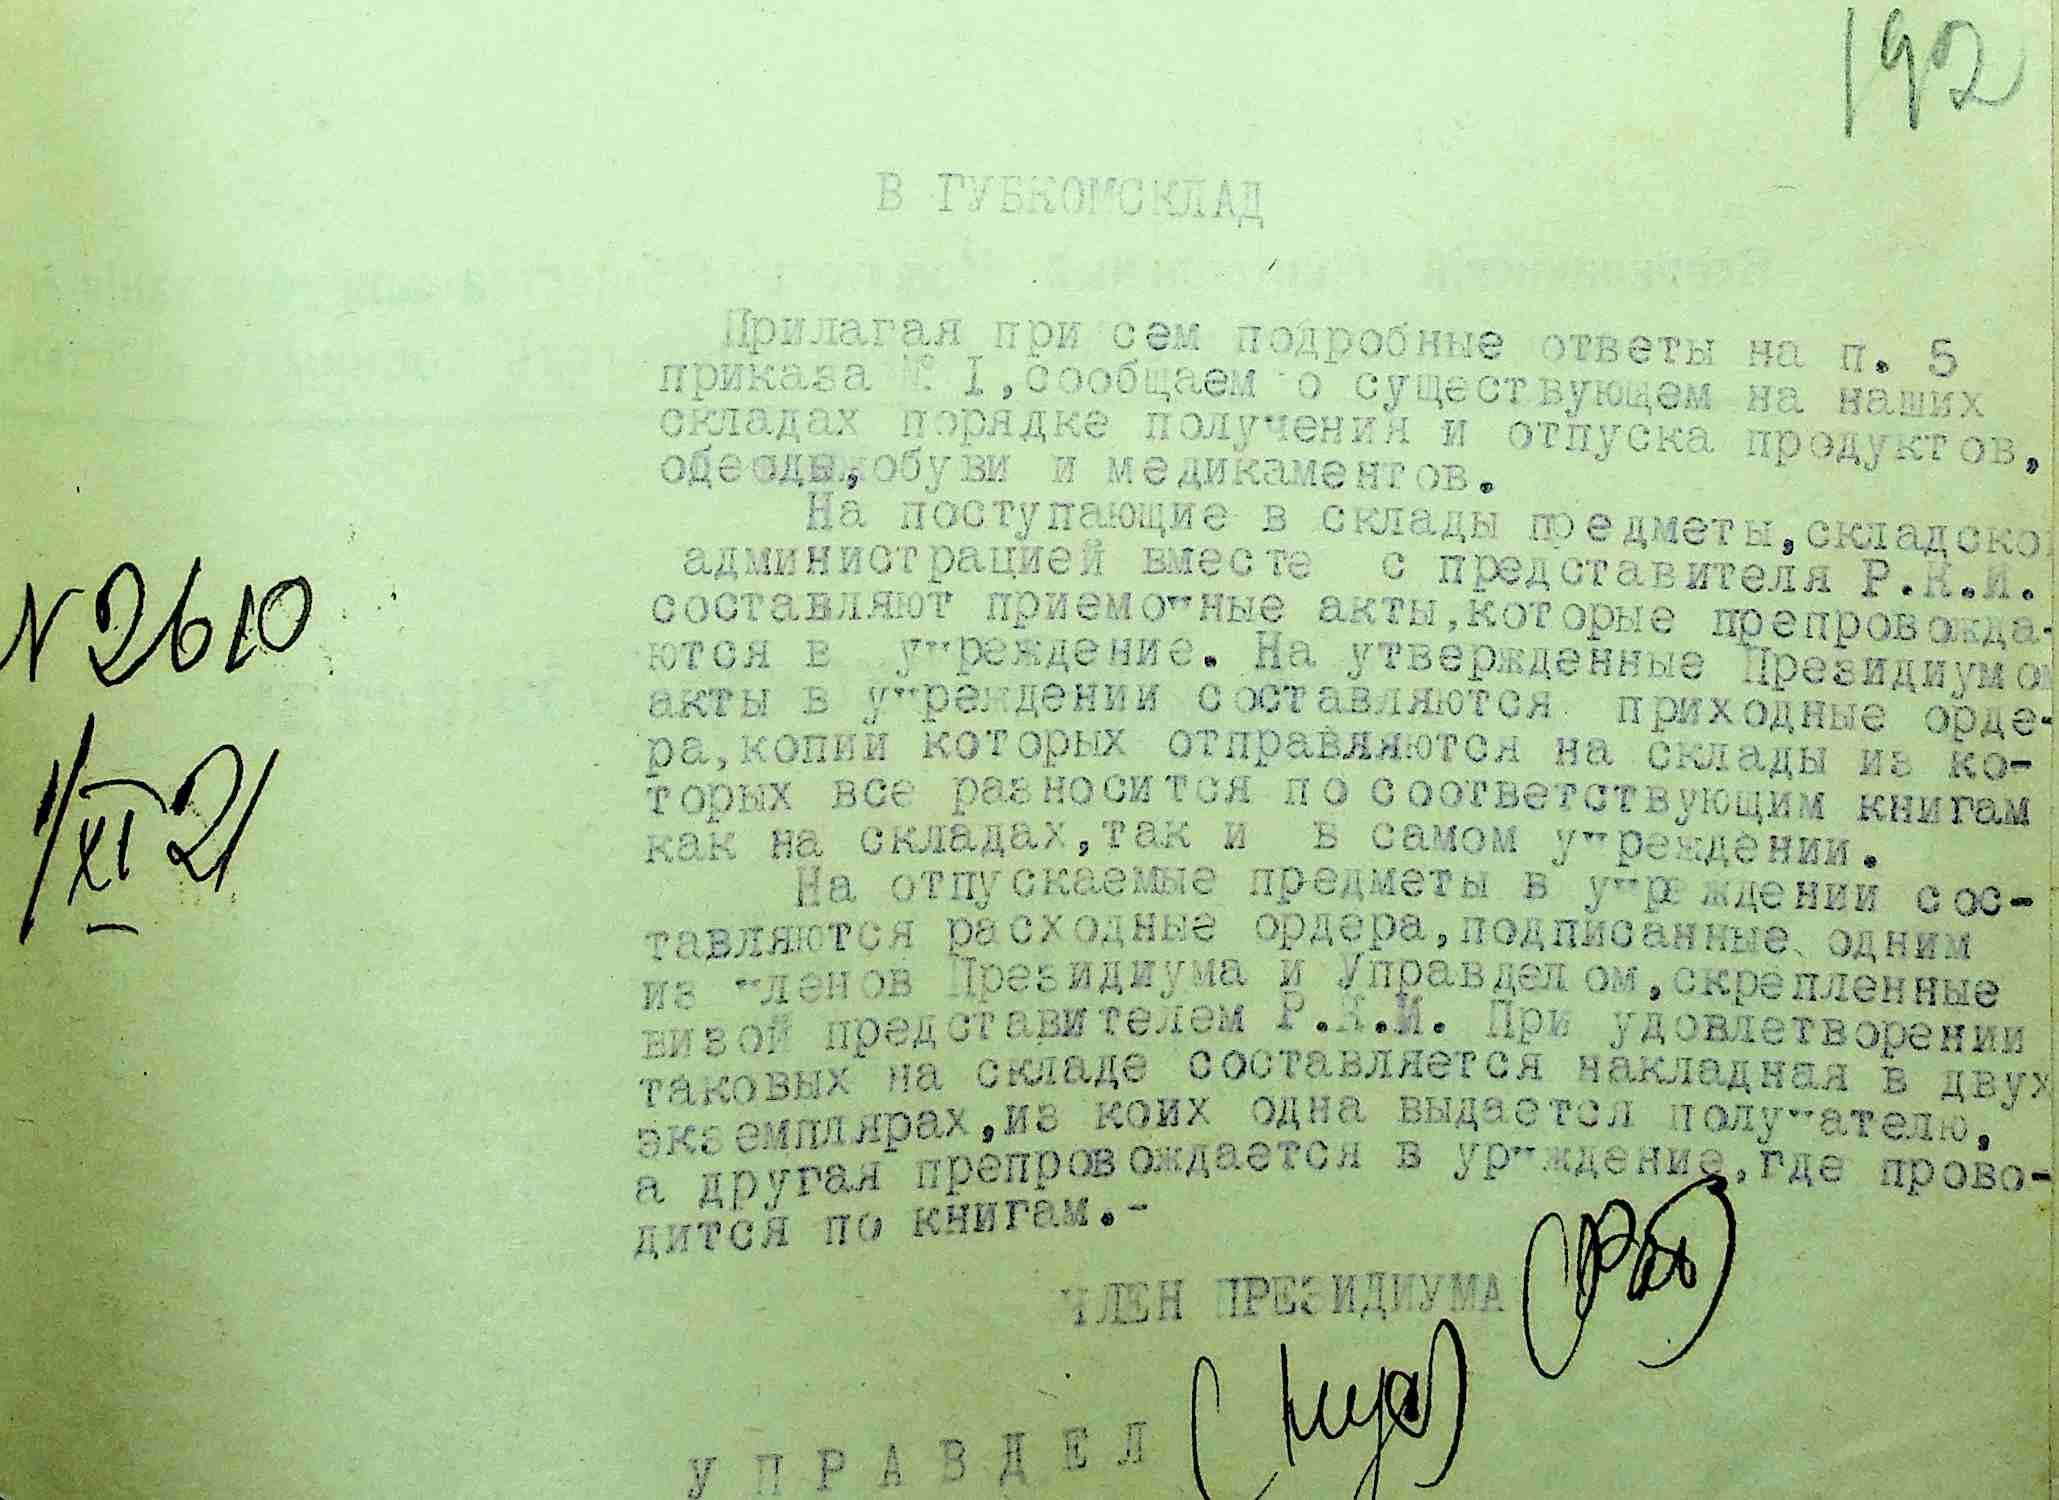 192
В ГУБКОМСКЛАД
Прилагая при сем подробные ответы на п. 5
приказа № I, сообщаем о существующем на наших
складах порядке получения и отпуска продуктов,
обуви и медикаментов.
На поступающие в склады предметы, складско
администрацией вместе с представителя Р.К.И.
составляют приемочные акты, которые препровожда-
ются в учреждение. На утвержденные Президиумом
акты в учреждении составляются приходные орде-
ра, копии которых отправляются на склады из ко-
торых все разносится по соответствующим книгам
как на складах, так и в самом учреждении.
На отпускаемые предметы в учреждении сос-
тавляются расходные ордера, подписанные одним
из членов Президиума и Управделом, скрепленные
визой представителем Р.К.И. При удовлетворении
таковых на складе составляется накладная в двух
экземплярах, из коих одна выдается получателю,
а другая препровождается в урчждение, где прово-
дится по книгам.-
ЧЛЕН ПРЕЗИДИУМА
УПРАВДЕЛ
N 2610
1/XI 21